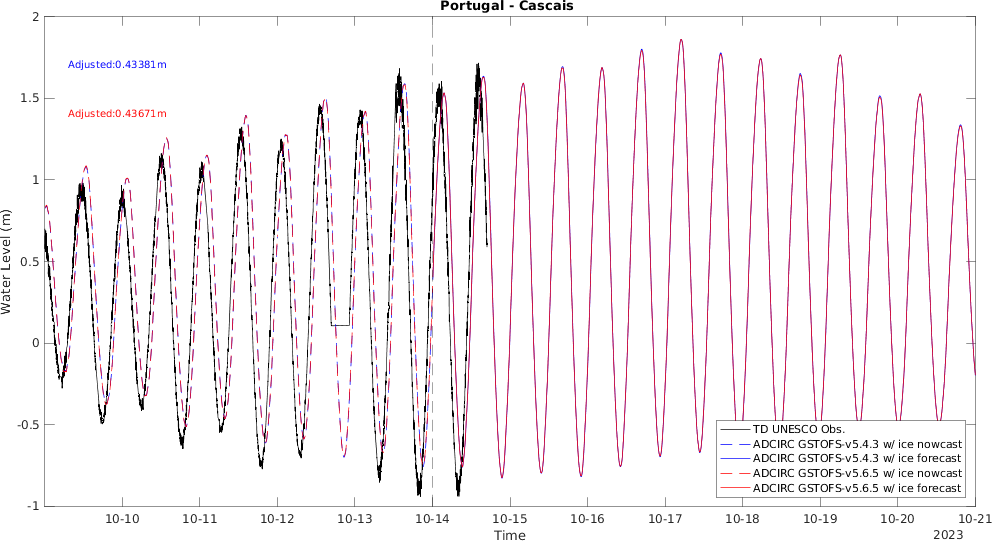 Portugal - Cascais
2
1.5
1
0.5
0
-0.5
-1
Water Level (m)
Adjusted:0.43381m
Adjusted:0.43671m
TD UNESCO Obs.
ADCIRC GSTOFS-v5.4.3 w/ ice nowcast
ADCIRC GSTOFS-v5.4.3 w/ ice forecast
ADCIRC GSTOFS-v5.6.5 w/ ice nowcast
ADCIRC GSTOFS-v5.6.5 w/ ice forecast
10-10 10-11 10-12 10-13 10-14 10-15 10-16 10-17 10-18 10-19 10-20 10-21
Time
2023